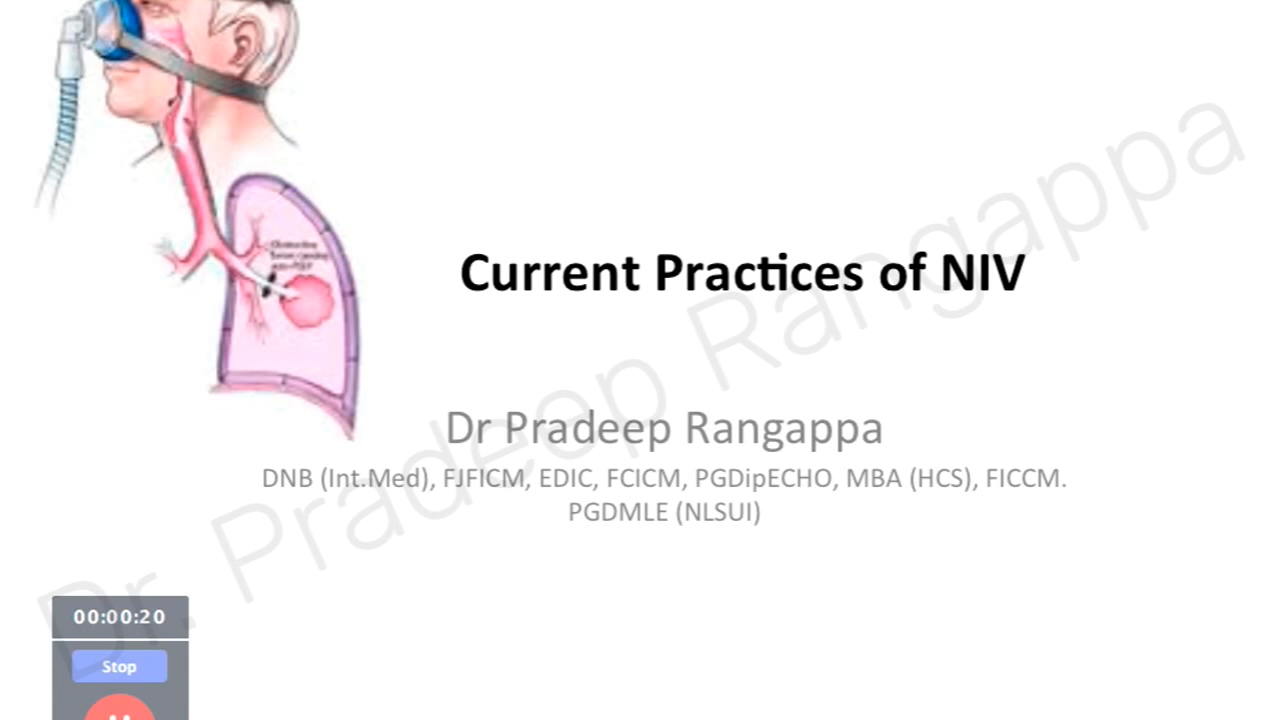 Current Practices of NIV
Dr Pradeep Rangappa
DNB (Int.Med), FJFICM, EDIC, FCICM, PGDipECHO, MBA (HCS), FICCM.
PGDMLE (NLSUI)
Dr. Pradeep Rangappa
00:00:20
Stop